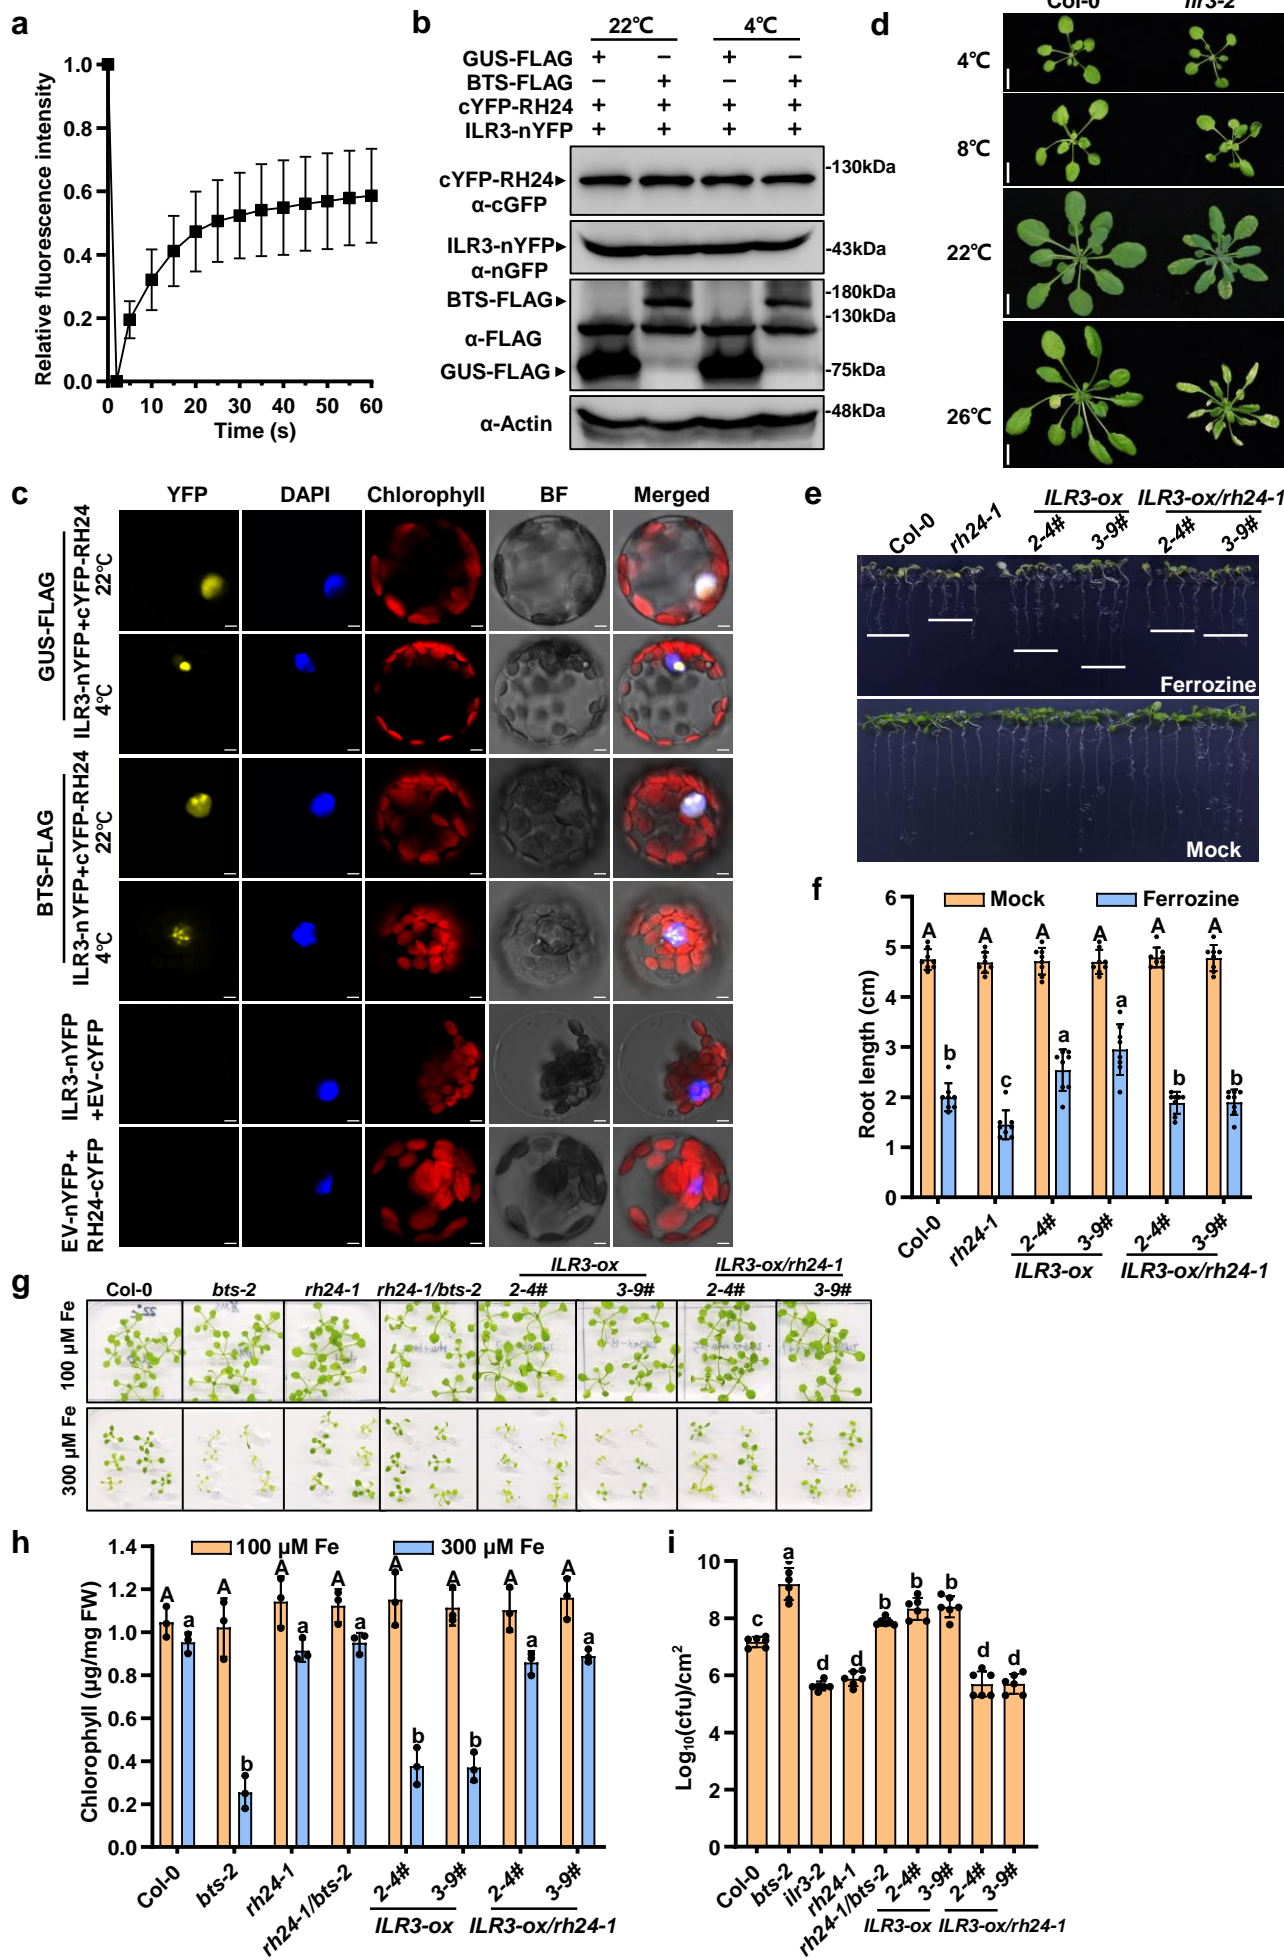 a
1.0
0.8
0.6
0.4
0.2
0.0
Relative fluorescence intensity
0 10 20 30 40 50 60
Time (s)
b
22℃ 4℃
GUS-FLAG + − + −
BTS-FLAG − + − +
cYFP-RH24 + + + +
ILR3-nYFP + + + +
cYFP-RH24
α-cGFP
-130kDa
ILR3-nYFP
α-nGFP
-43kDa
BTS-FLAG
-180kDa
-130kDa
α-FLAG
GUS-FLAG
-75kDa
α-Actin
-48kDa
d
Col-0 ilr3-2
4℃
8℃
22℃
26℃
c
YFP DAPI Chlorophyll BF Merged
GUS-FLAG
ILR3-nYFP+cYFP-RH24
22℃
4℃
BTS-FLAG
ILR3-nYFP+cYFP-RH24
22℃
4℃
ILR3-nYFP
+EV-cYFP
EV-nYFP+
RH24-cYFP
e
ILR3-ox ILR3-ox/rh24-1
Col-0 rh24-1 2-4# 3-9# 2-4# 3-9#
Ferrozine
Mock
f
Mock Ferrozine
6
5
4
3
2
1
0
Root length (cm)
A A A A A A
b c a a b b
Col-0 rh24-1 2-4# 3-9# 2-4# 3-9#
ILR3-ox ILR3-ox/rh24-1
g
ILR3-ox ILR3-ox/rh24-1
Col-0 bts-2 rh24-1 rh24-1/bts-2 2-4# 3-9# 2-4# 3-9#
100 μM Fe
300 μM Fe
h
100 μM Fe 300 μM Fe
1.4
1.2
1.0
0.8
0.6
0.4
0.2
0.0
Chlorophyll (μg/mg FW)
A A A A A A A A
a b a a b b a a
Col-0 bts-2 rh24-1 rh24-1/bts-2 2-4# 3-9# 2-4# 3-9#
ILR3-ox ILR3-ox/rh24-1
i
10
8
6
4
2
0
Log₁₀(cfu)/cm²
c a d d b b b d d
Col-0 bts-2 ilr3-2 rh24-1 rh24-1/bts-2 2-4# 3-9# 2-4# 3-9#
ILR3-ox ILR3-ox/rh24-1